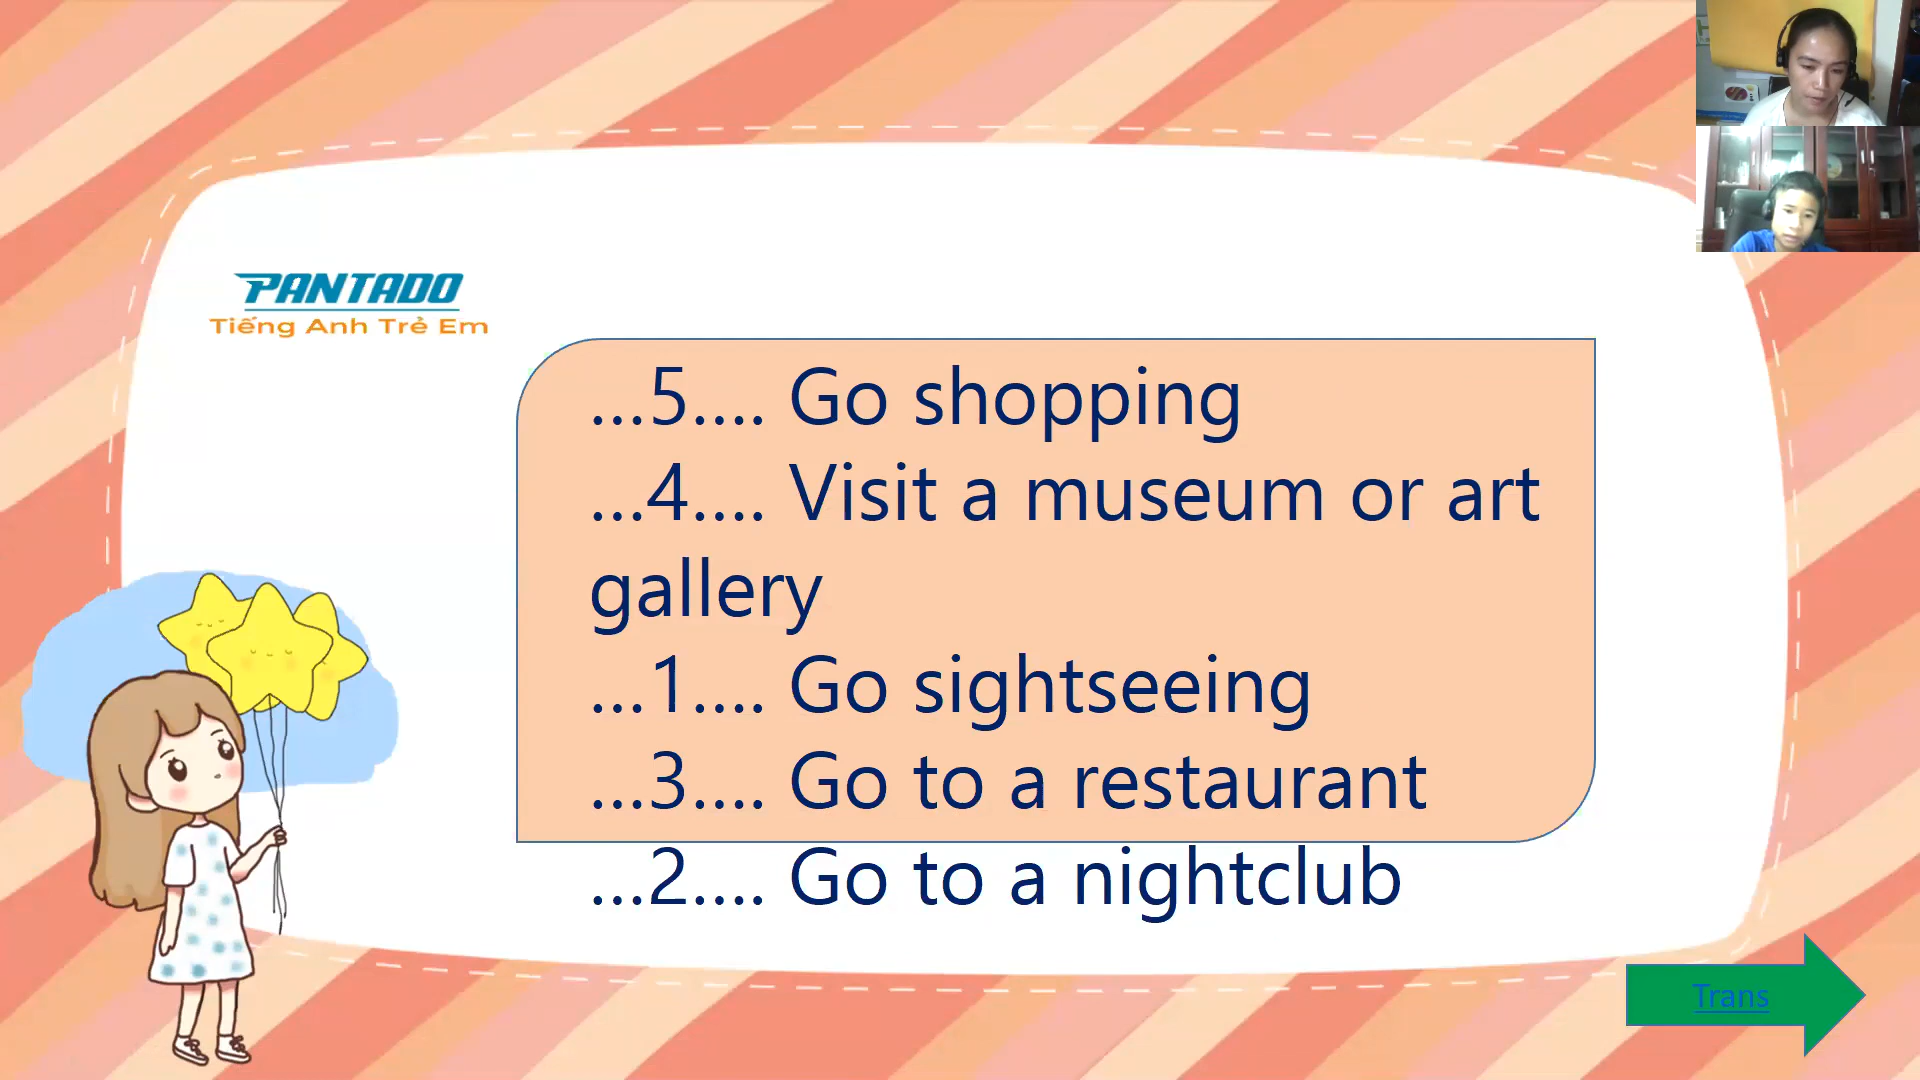 PANTADO
Tiếng Anh Trẻ Em
...5.... Go shopping
...4.... Visit a museum or art
gallery
...1.... Go sightseeing
...3.... Go to a restaurant
...2.... Go to a nightclub
Trans